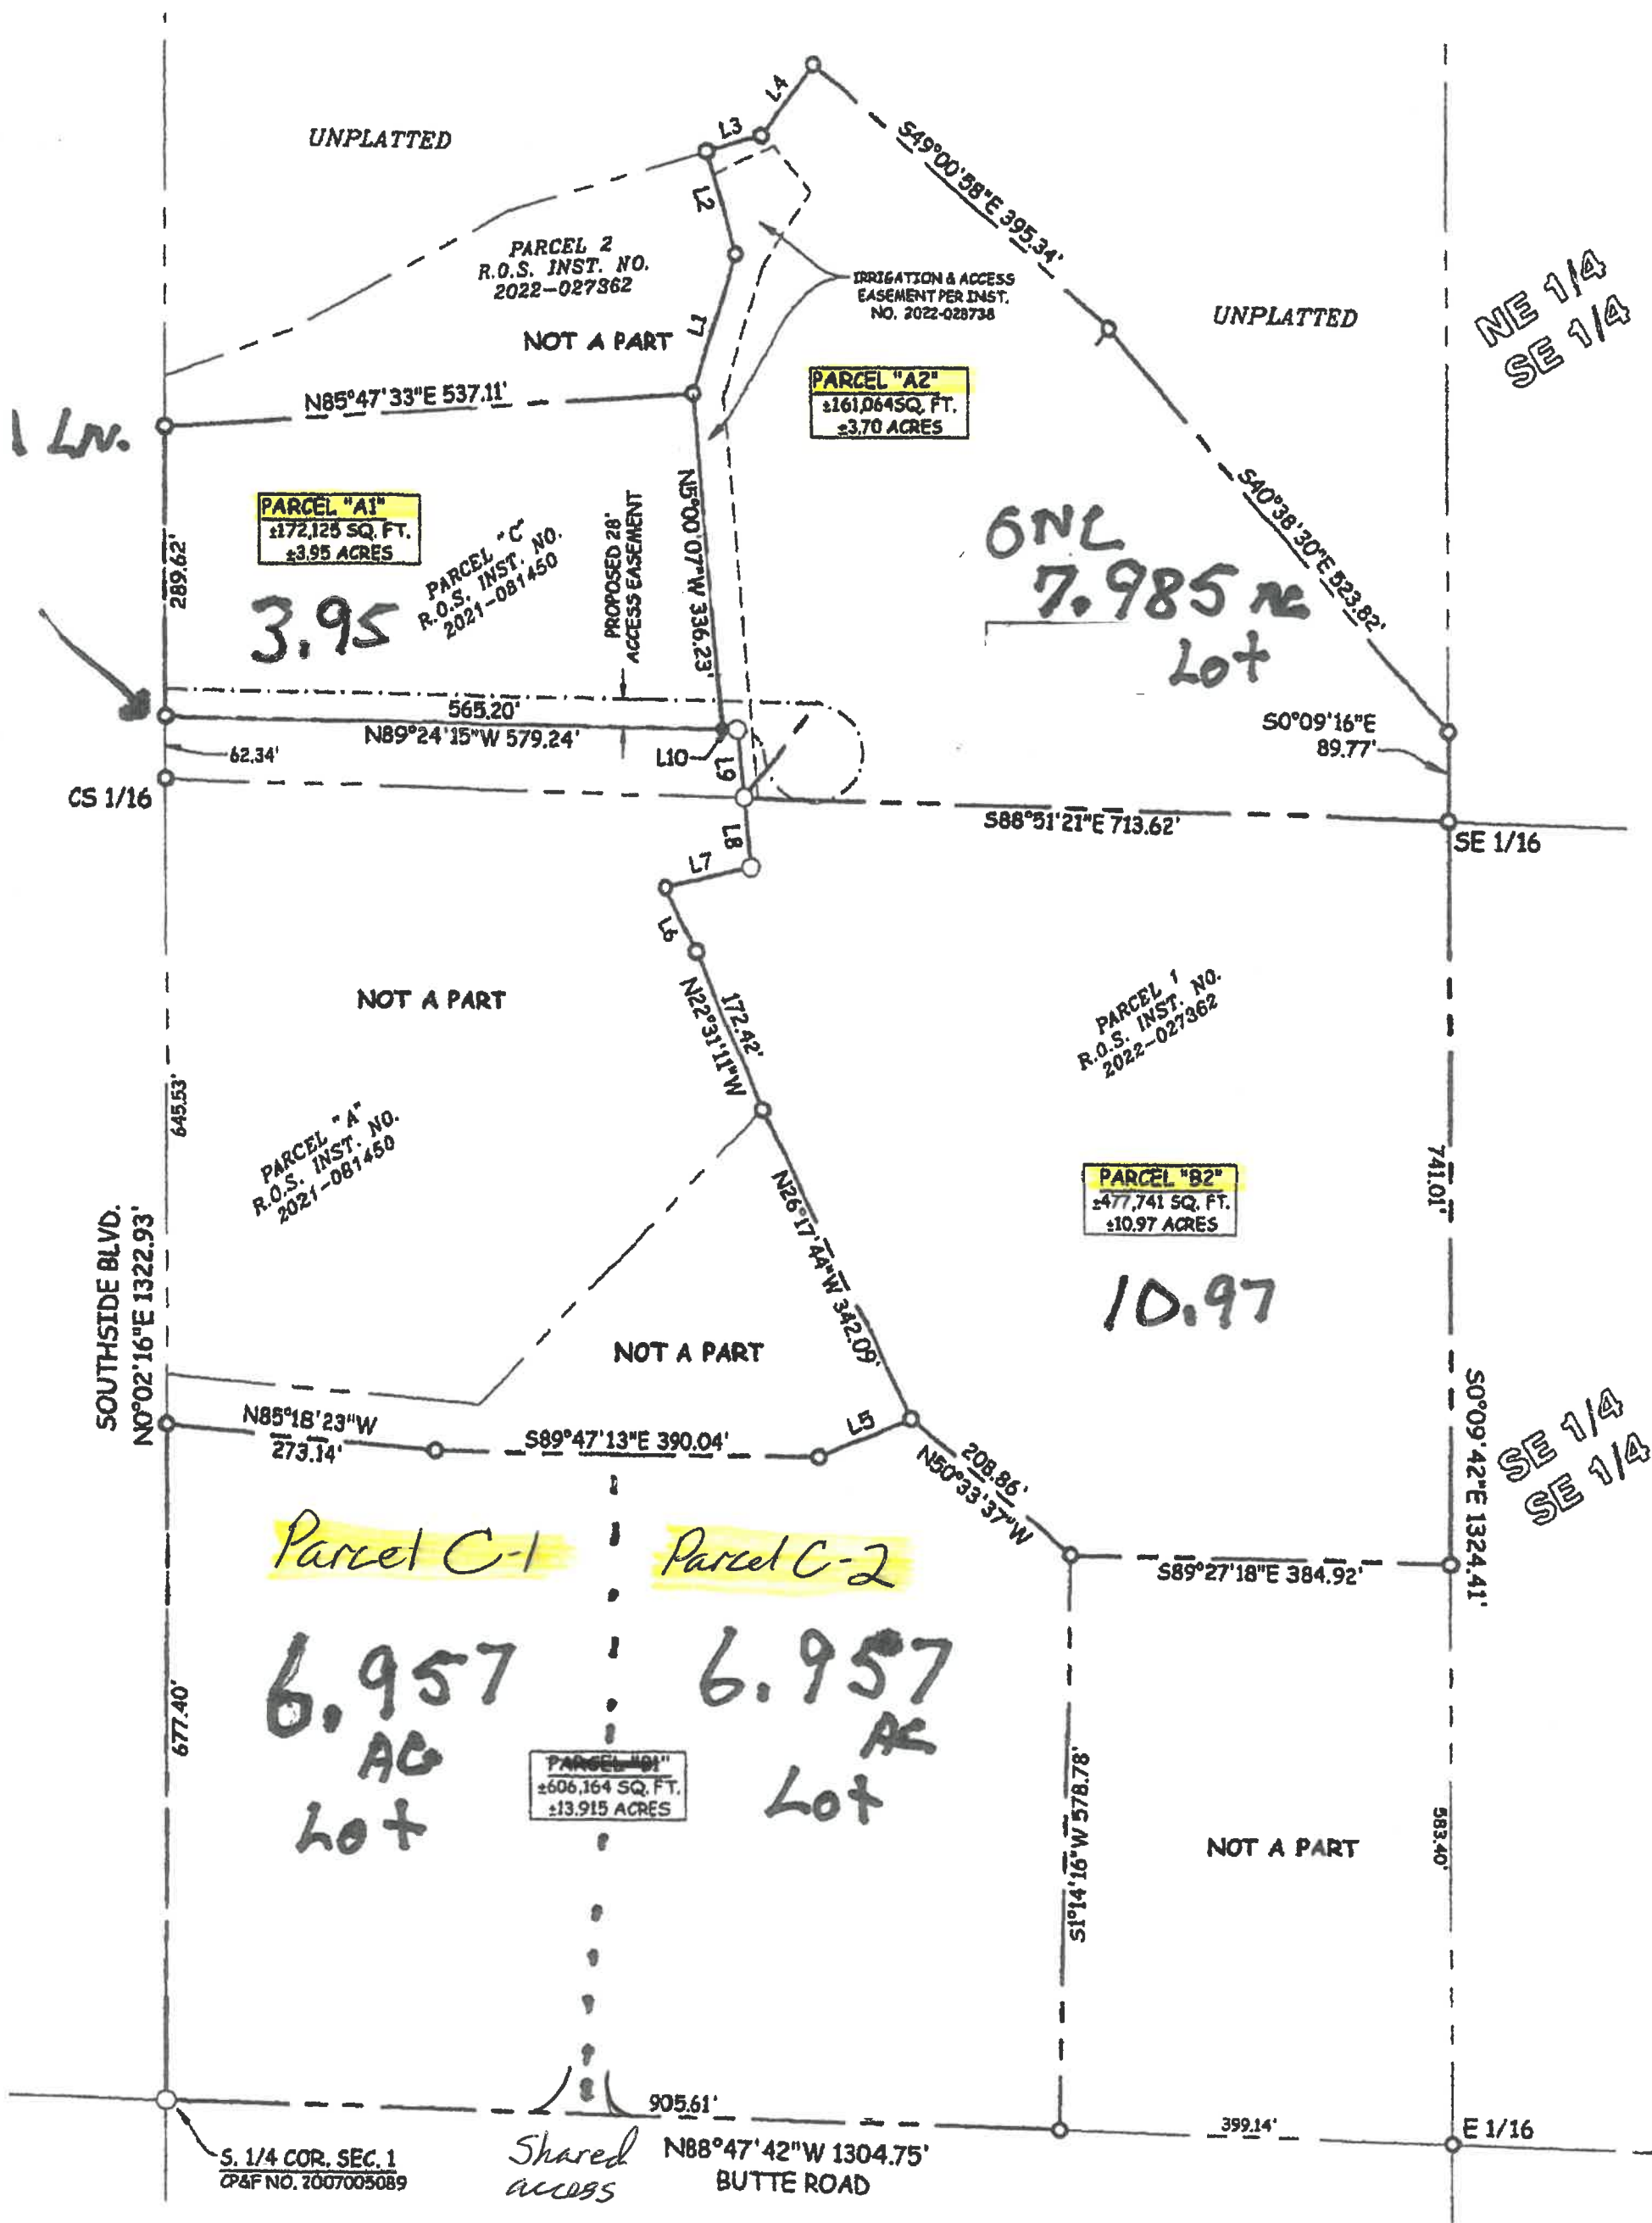 UNPLATTED
L4
L3
L2
S49°00'58"E 395.34'
PARCEL 2
R.O.S. INST. NO.
2022-027362
IRRIGATION & ACCESS
EASEMENT PER INST.
NO. 2022-028738
UNPLATTED
NE 1/4
SE 1/4
NOT A PART
L1
N85°47'33"E 537.11'
PARCEL "A2"
±161,064SQ. FT.
±3.70 ACRES
LN.
PARCEL "A1"
±172,125 SQ. FT.
±3.95 ACRES
PARCEL "C"
R.O.S. INST. NO.
2021-081450
3.95
289.62'
PROPOSED 28'
ACCESS EASEMENT
N5°00'07"W 336.23'
7.985
Lot
S40°38'30"E 523.82'
565.20'
N89°24'15"W 579.24'
62.34'
L10
L9
S0°09'16"E
89.77'
CS 1/16
S88°51'21"E 713.62'
SE 1/16
L8
L7
L6
NOT A PART
172.42'
N22°31'11"W
PARCEL 1
R.O.S. INST. NO.
2022-027362
645.53'
PARCEL "A"
R.O.S. INST. NO.
2021-081450
741.01'
PARCEL "B2"
±477,741 SQ. FT.
±10.97 ACRES
10.97
SOUTHSIDE BLVD.
N0°02'16"E 1322.93'
N26°17'44"W 342.09'
NOT A PART
S0°09'42"E 1324.41'
SE 1/4
SE 1/4
N85°18'23"W
273.14'
S89°47'13"E 390.04'
L5
208.86'
N50°33'37"W
S89°27'18"E 384.92'
Parcel C-1
Parcel C-2
6.957
AC
Lot
6.957
AC
Lot
677.40'
PARCEL "B1"
±606,164 SQ. FT.
±13.915 ACRES
S1°14'16"W 578.78'
NOT A PART
583.40'
905.61'
399.14'
E 1/16
S. 1/4 COR. SEC. 1
CP&F NO. 2007005089
Shared
access
N88°47'42"W 1304.75'
BUTTE ROAD